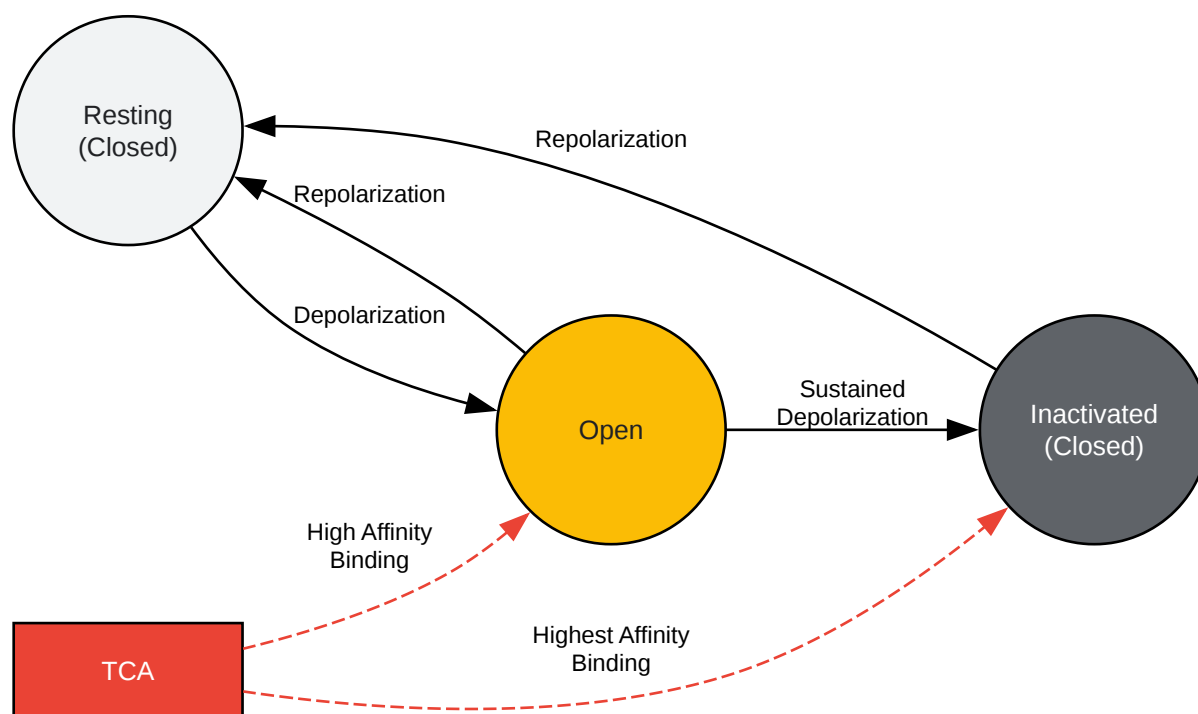 Resting
(Closed)
Repolarization
Repolarization
Depolarization
Open
Sustained
Depolarization
Inactivated
(Closed)
High Affinity
Binding
TCA
Highest Affinity
Binding